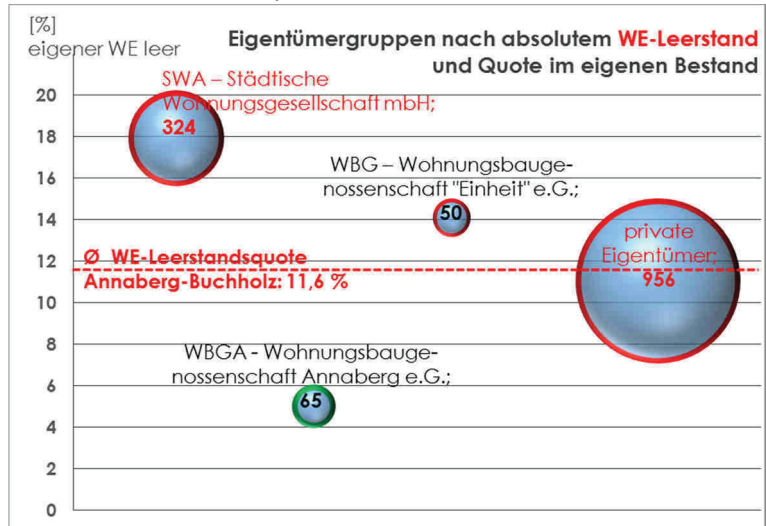 [%]
eigener WE leer
Eigentümergruppen nach absolutem WE-Leerstand
und Quote im eigenen Bestand
SWA – Städtische
Wohnungsgesellschaft mbH;
324
WBG – Wohnungsbauge-
nossenschaft "Einheit" e.G.;
50
private
Eigentümer;
956
Ø WE-Leerstandsquote
Annaberg-Buchholz: 11,6 %
WBGA - Wohnungsbauge-
nossenschaft Annaberg e.G.;
65
20
18
16
14
12
10
8
6
4
2
0